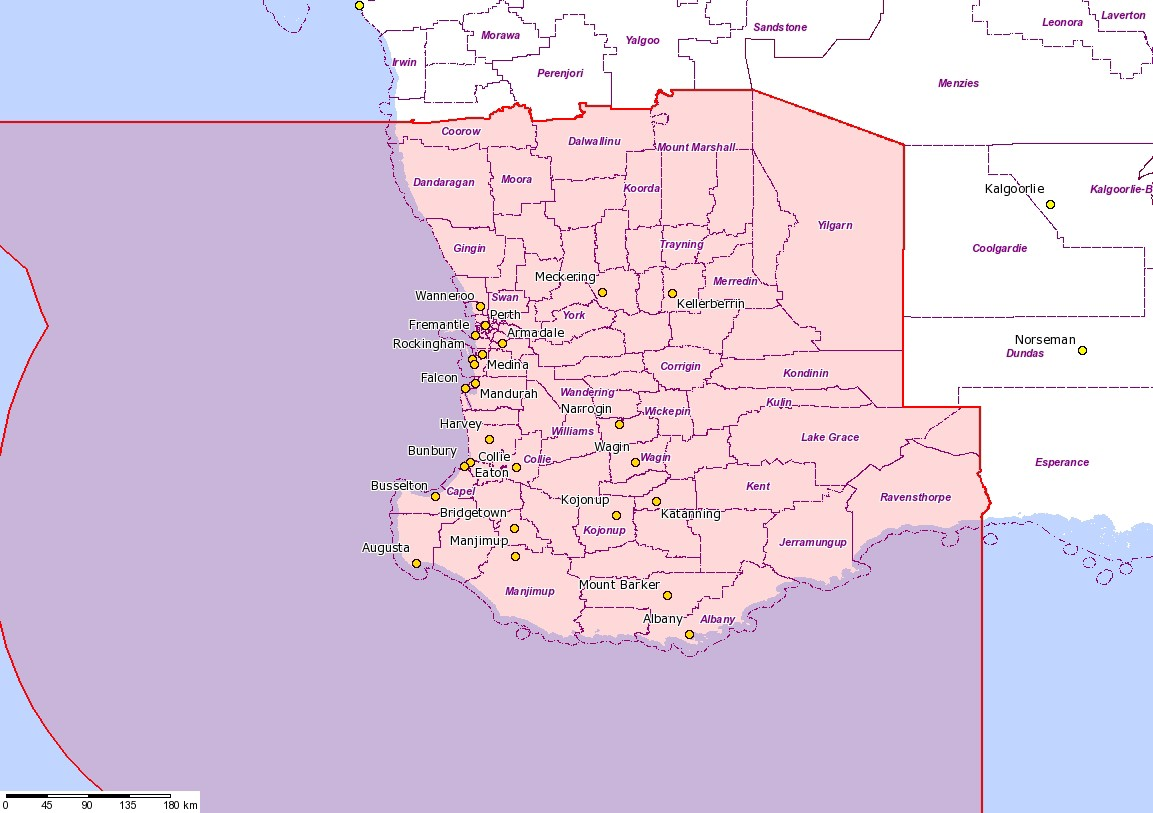 Sandstone
Leonora
Laverton
Morawa
Yalgoo
Irwin
Perenjori
Menzies
Coorow
Dalwallinu
Mount Marshall
Dandaragan
Moora
Koorda
Kalgoorlie
Kalgoorlie-B
Yilgarn
Gingin
Trayning
Coolgardie
Meckering
Merredin
Wanneroo
Swan
Kellerberrin
Perth
York
Fremantle
Armadale
Rockingham
Norseman
Dundas
Medina
Corrigin
Kondinin
Falcon
Mandurah
Wandering
Narrogin
Wickepin
Kulin
Harvey
Williams
Lake Grace
Wagin
Bunbury
Collie
Collie
Wagin
Esperance
Eaton
Busselton
Capel
Kent
Ravensthorpe
Kojonup
Bridgetown
Katanning
Kojonup
Manjimup
Jerramungup
Augusta
Manjimup
Mount Barker
Albany
Albany
0 45 90 135 180 km